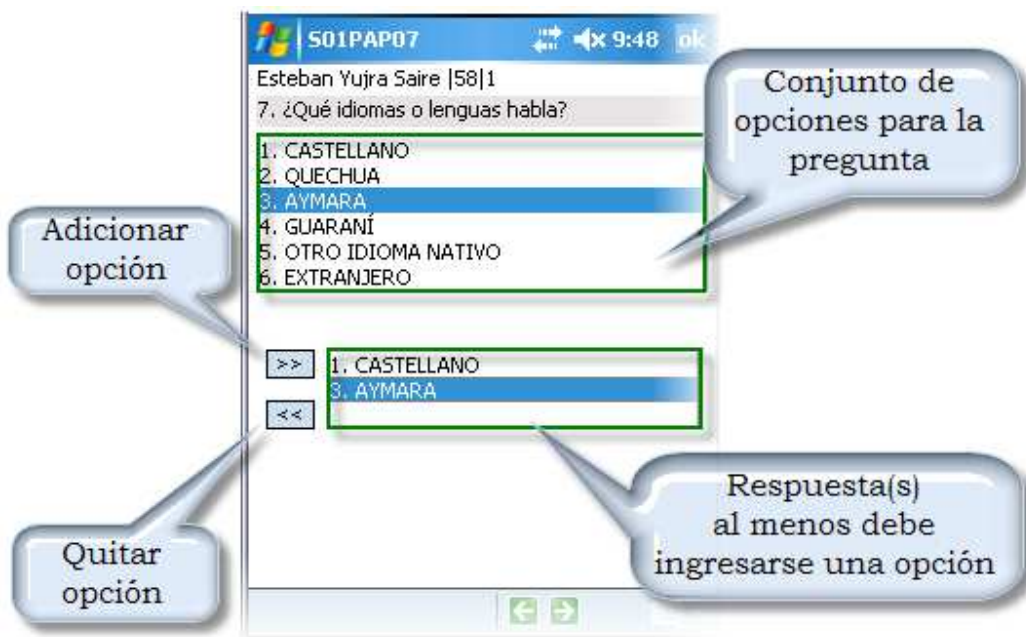 S01PAP07 9:48 ok
Esteban Yujra Saire |58|1
7. ¿Qué idiomas o lenguas habla?
1. CASTELLANO
2. QUECHUA
3. AYMARA
4. GUARANÍ
5. OTRO IDIOMA NATIVO
6. EXTRANJERO
Conjunto de
opciones para la
pregunta
Adicionar
opción
>>
1. CASTELLANO
3. AYMARA
<<
Respuesta(s)
al menos debe
ingresarse una opción
Quitar
opción